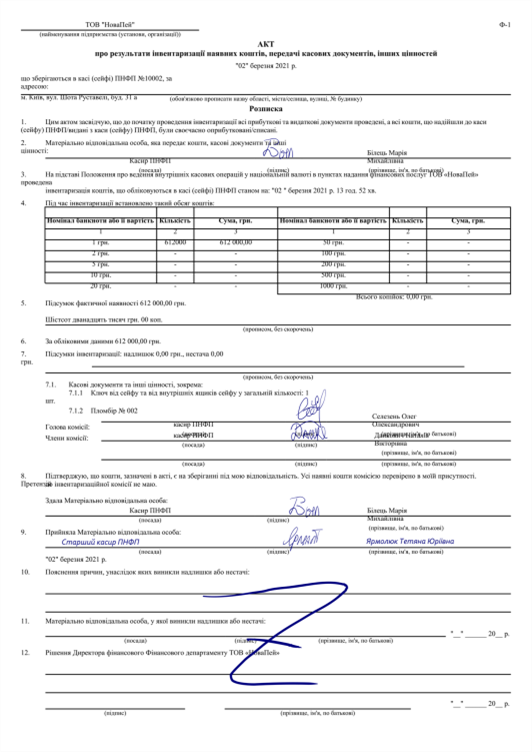 ТОВ "НоваПей"
Ф-1
(найменування підприємства (установи, організації))
АКТ
про результати інвентаризації наявних коштів, передачі касових документів, інших цінностей
"02" березня 2021 р.
що зберігаються в касі (сейфі) ПНФП №10002, за
адресою:
м. Київ, вул. Шота Руставелі, буд. 31 а
(обов'язково прописати назву області, міста/селища, вулиці, № будинку)
Розписка
1. Цим актом засвідчую, що до початку проведення інвентаризації всі прибуткові та видаткові документи проведені, а всі кошти, що надійшли до каси
(сейфу) ПНФП/видані з каси (сейфу) ПНФП, були своєчасно оприбутковані/списані.
2. Матеріально відповідальна особа, яка передає кошти, касові документи та інші
цінності:
Касир ПНФП
Білець Марія
Михайлівна
(посада) (підпис) (прізвище, ім'я, по батькові)
3. На підставі Положення про ведення внутрішніх касових операцій у національній валюті в пунктах надання фінансових послуг ТОВ «НоваПей»
проведена
інвентаризація коштів, що обліковуються в касі (сейфі) ПНФП станом на: "02 " березня 2021 р. 13 год. 52 хв.
4. Під час інвентаризації встановлено такий обсяг коштів:
Номінал банкноти або її вартість Кількість Сума, грн. Номінал банкноти або її вартість Кількість Сума, грн.
1 2 3 1 2 3
1 грн. 612000 612 000,00 50 грн. - -
2 грн. - - 100 грн. - -
5 грн. - - 200 грн. - -
10 грн. - - 500 грн. - -
20 грн. - - 1000 грн. - -
Всього копійок: 0,00 грн.
5. Підсумок фактичної наявності 612 000,00 грн.
Шістсот дванадцять тисяч грн. 00 коп.
(прописом, без скорочень)
6. За обліковими даними 612 000,00 грн.
7. Підсумки інвентаризації: надлишок 0,00 грн., нестача 0,00
грн.
(прописом, без скорочень)
7.1. Касові документи та інші цінності, зокрема:
7.1.1 Ключ від сейфу та від внутрішніх ящиків сейфу у загальній кількості: 1
шт.
7.1.2 Пломбір № 002
Голова комісії:
касир ПНФП
Селезень Олег
Олександрович
(посада) (підпис) (прізвище, ім'я, по батькові)
Члени комісії:
касир ПНФП
Вікторівна
(посада) (підпис) (прізвище, ім'я, по батькові)
8. Підтверджую, що кошти, зазначені в акті, є на зберіганні під мою відповідальність. Усі наявні кошти комісією перевірено в моїй присутності.
Претензій інвентаризаційної комісії не маю.
Здала Матеріально відповідальна особа:
Касир ПНФП
Білець Марія
Михайлівна
(посада) (підпис) (прізвище, ім'я, по батькові)
9. Прийняла Матеріально відповідальна особа:
Старший касир ПНФП Ярмолюк Тетяна Юріївна
(посада) (підпис) (прізвище, ім'я, по батькові)
"02" березня 2021 р.
10. Пояснення причин, унаслідок яких виникли надлишки або нестачі:
11. Матеріально відповідальна особа, у якої виникли надлишки або нестачі:
"__" ______ 20__ р.
(посада) (підпис) (прізвище, ім'я, по батькові)
12. Рішення Директора фінансового Фінансового департаменту ТОВ «НоваПей»
"__" ______ 20__ р.
(підпис) (прізвище, ім'я, по батькові)